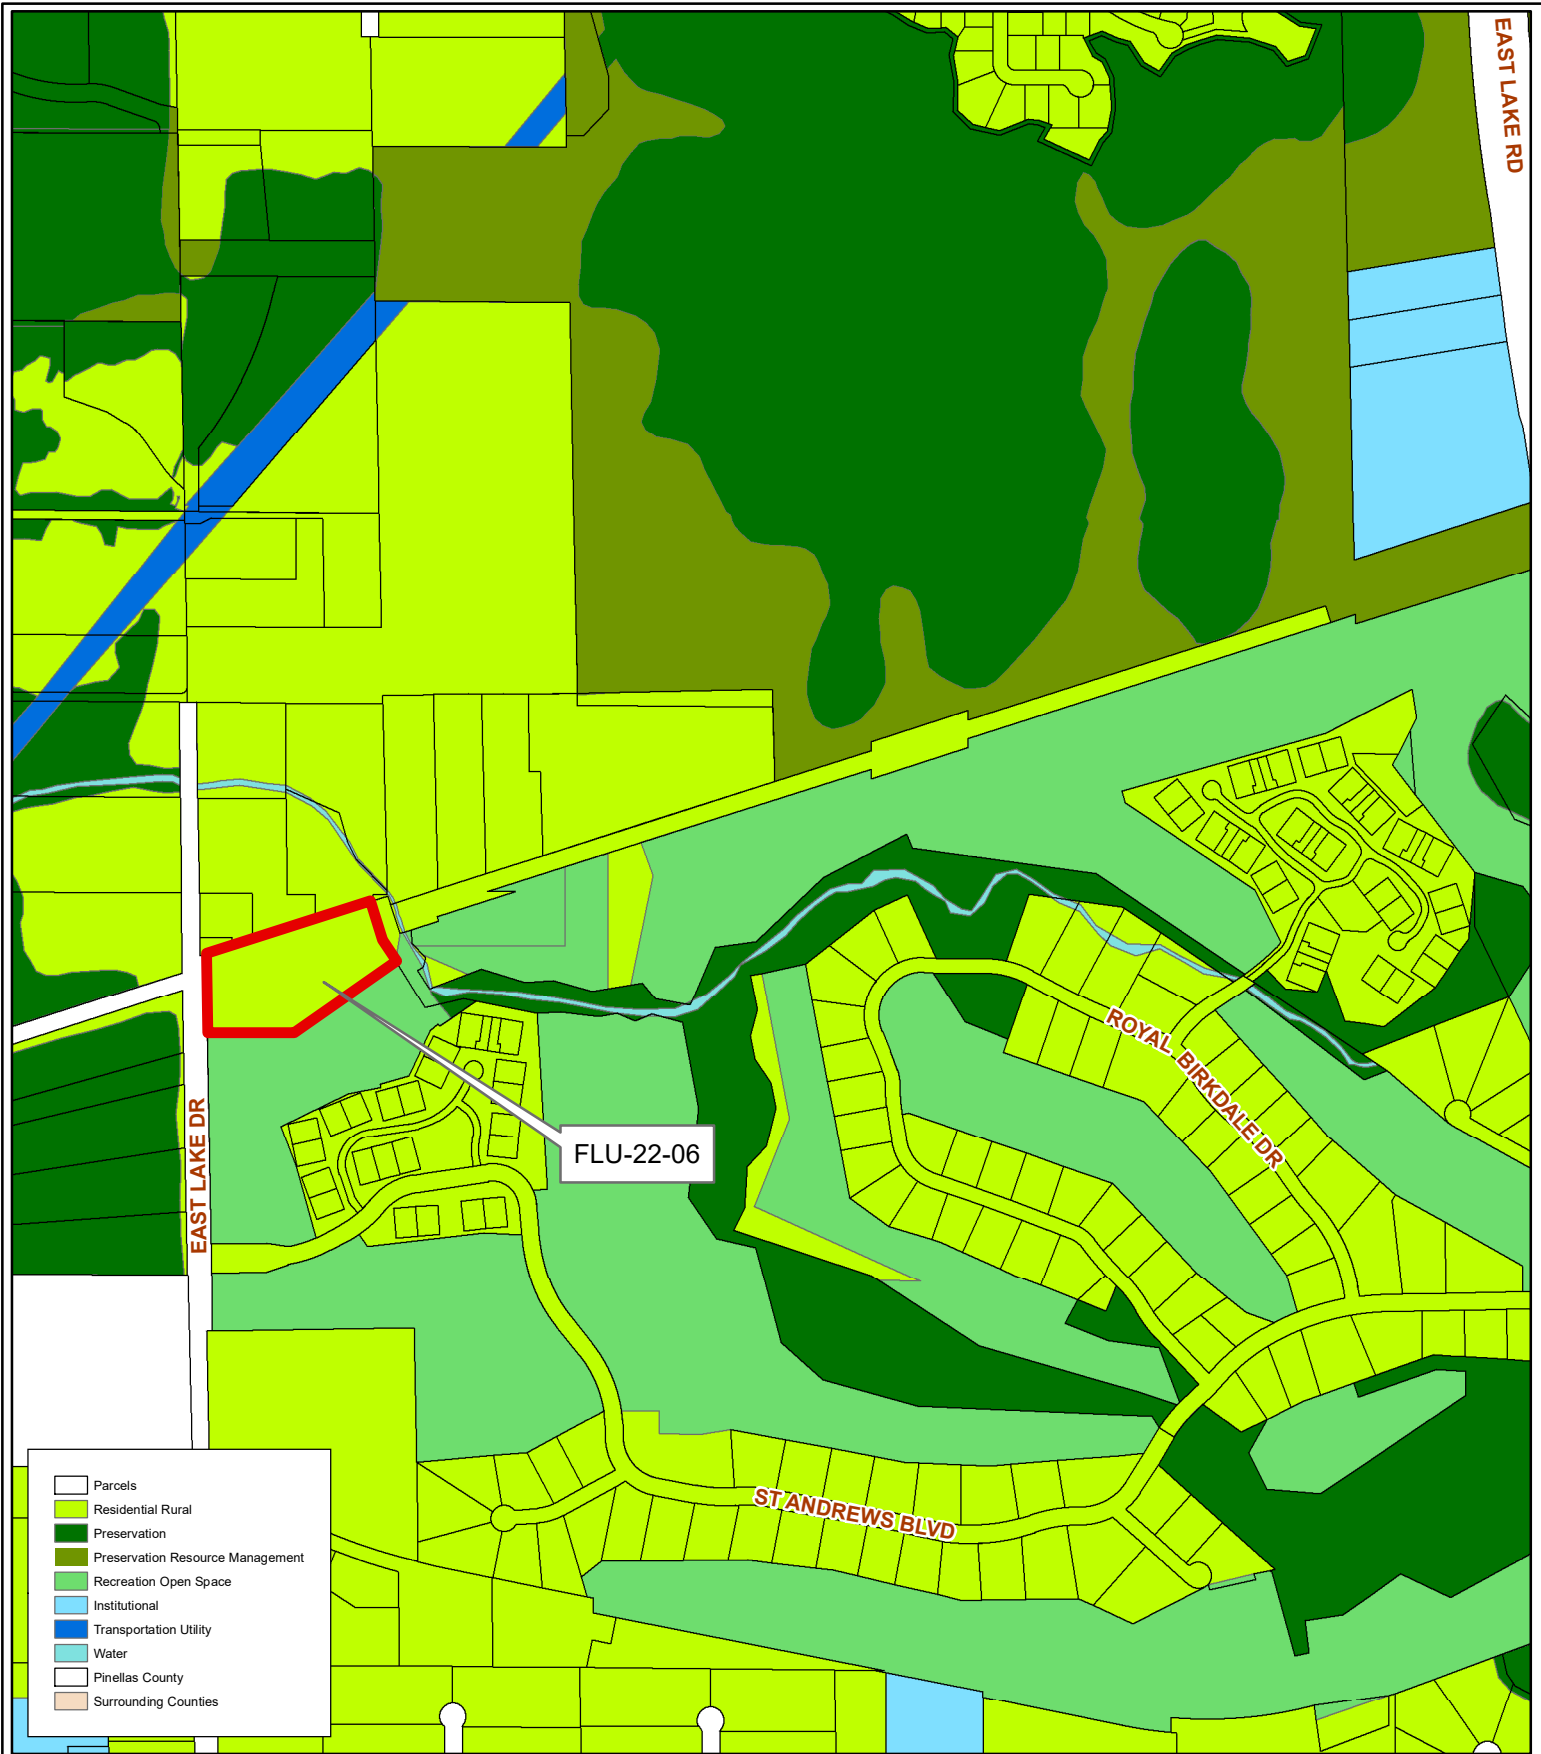 EAST LAKE RD
ROYAL BIRKDALE DR
EAST LAKE DR
FLU-22-06
ST ANDREWS BLVD
Parcels
Residential Rural
Preservation
Preservation Resource Management
Recreation Open Space
Institutional
Transportation Utility
Water
Pinellas County
Surrounding Counties